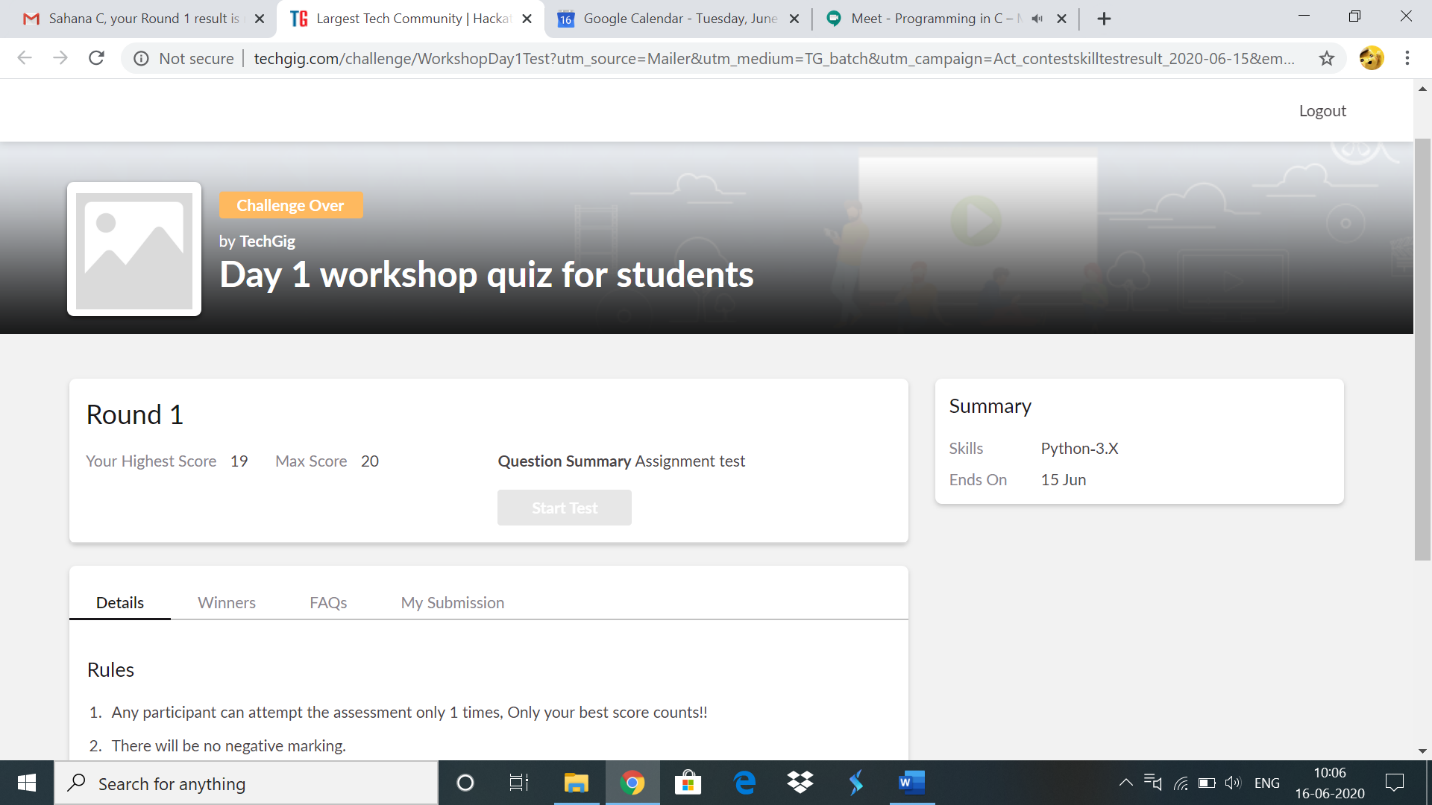 Sahana C, your Round 1 result is
TG Largest Tech Community | Hacka
16 Google Calendar - Tuesday, June
Meet - Programming in C –
Not secure | techgig.com/challenge/WorkshopDay1Test?utm_source=Mailer&utm_medium=TG_batch&utm_campaign=Act_contestskilltestresult_2020-06-15&em...
Logout
Challenge Over
by TechGig
Day 1 workshop quiz for students
Round 1
Your Highest Score 19 Max Score 20
Question Summary Assignment test
Start Test
Summary
Skills Python-3.X
Ends On 15 Jun
Details Winners FAQs My Submission
Rules
1. Any participant can attempt the assessment only 1 times, Only your best score counts!!
2. There will be no negative marking.
Search for anything
W
ENG
10:06
16-06-2020